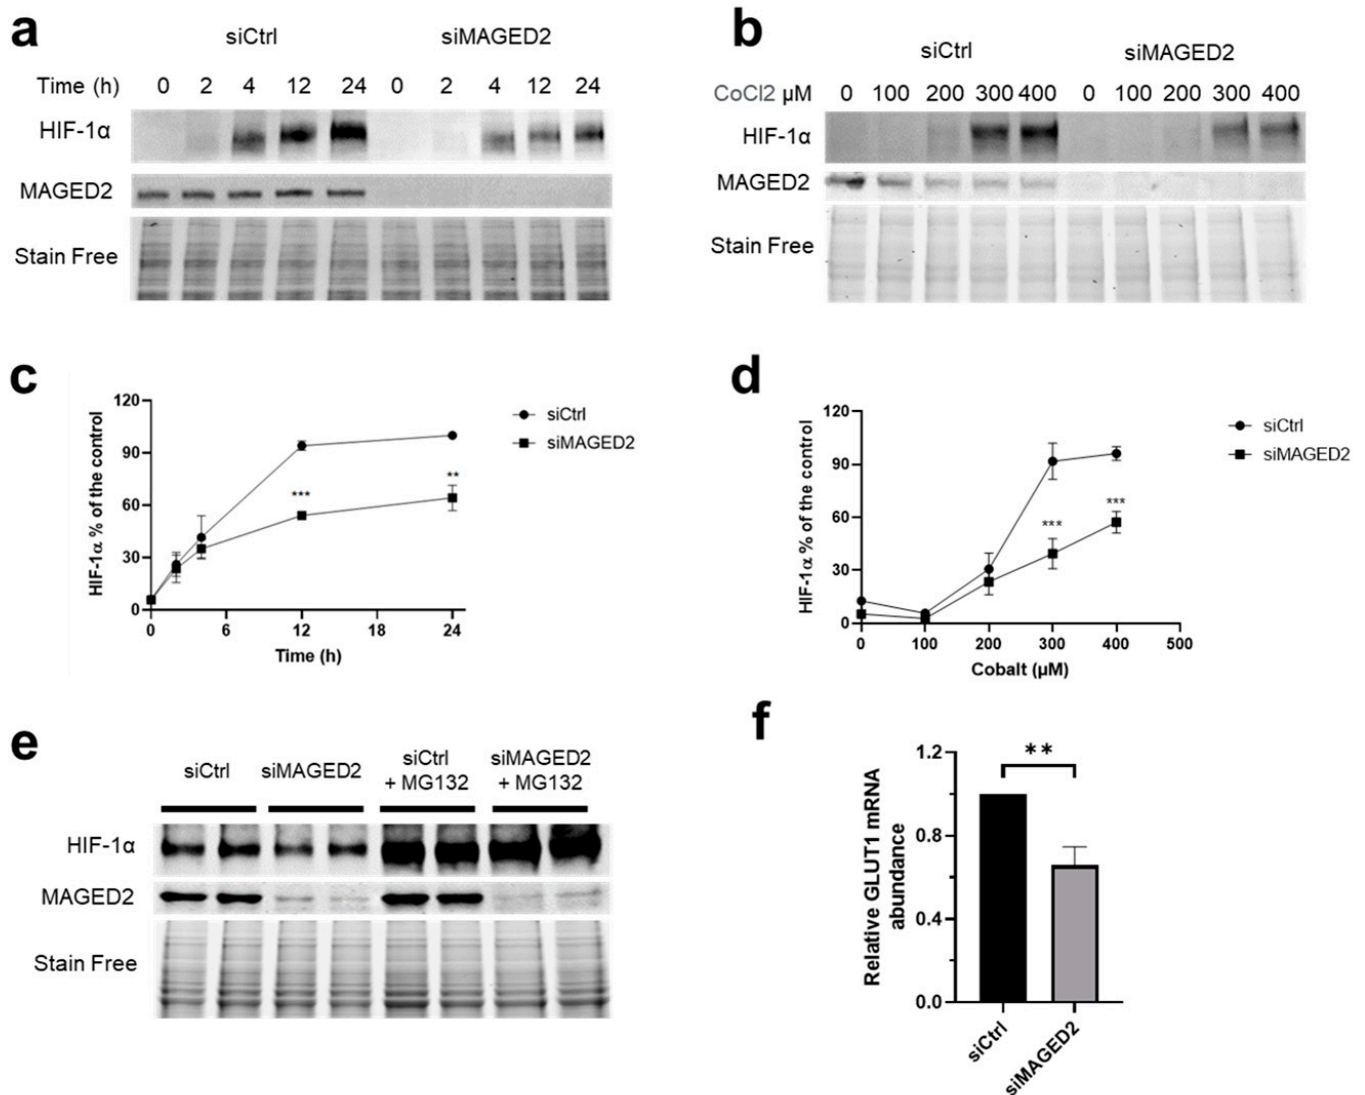 a
siCtrl siMAGED2
Time (h) 0 2 4 12 24 0 2 4 12 24
HIF-1α
MAGED2
Stain Free
b
siCtrl siMAGED2
CoCl2 µM 0 100 200 300 400 0 100 200 300 400
HIF-1α
MAGED2
Stain Free
c
HIF-1α % of the control
120
90
60
30
0
0 6 12 18 24
Time (h)
siCtrl
siMAGED2
***
**
d
HIF-1α % of the control
120
90
60
30
0
0 100 200 300 400 500
Cobalt (µM)
siCtrl
siMAGED2
***
***
e
siCtrl siMAGED2 siCtrl + MG132 siMAGED2 + MG132
HIF-1α
MAGED2
Stain Free
f
Relative GLUT1 mRNA
abundance
1.2
0.8
0.4
0.0
**
siCtrl
siMAGED2